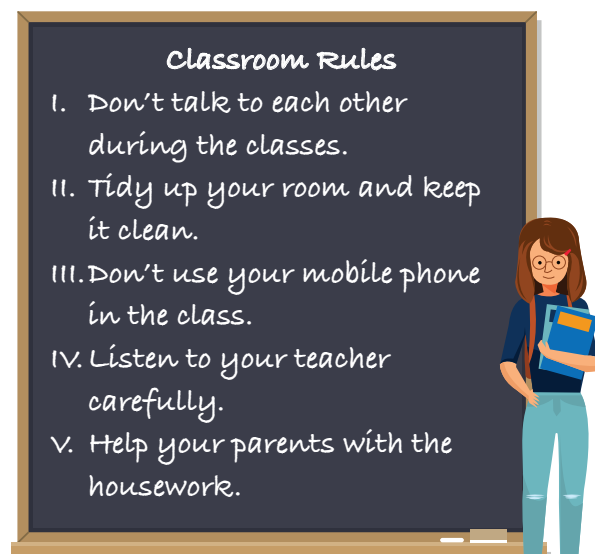 Classroom Rules
I. Don't talk to each other
during the classes.
II. Tidy up your room and keep
it clean.
III. Don't use your mobile phone
in the class.
IV. Listen to your teacher
carefully.
V. Help your parents with the
housework.